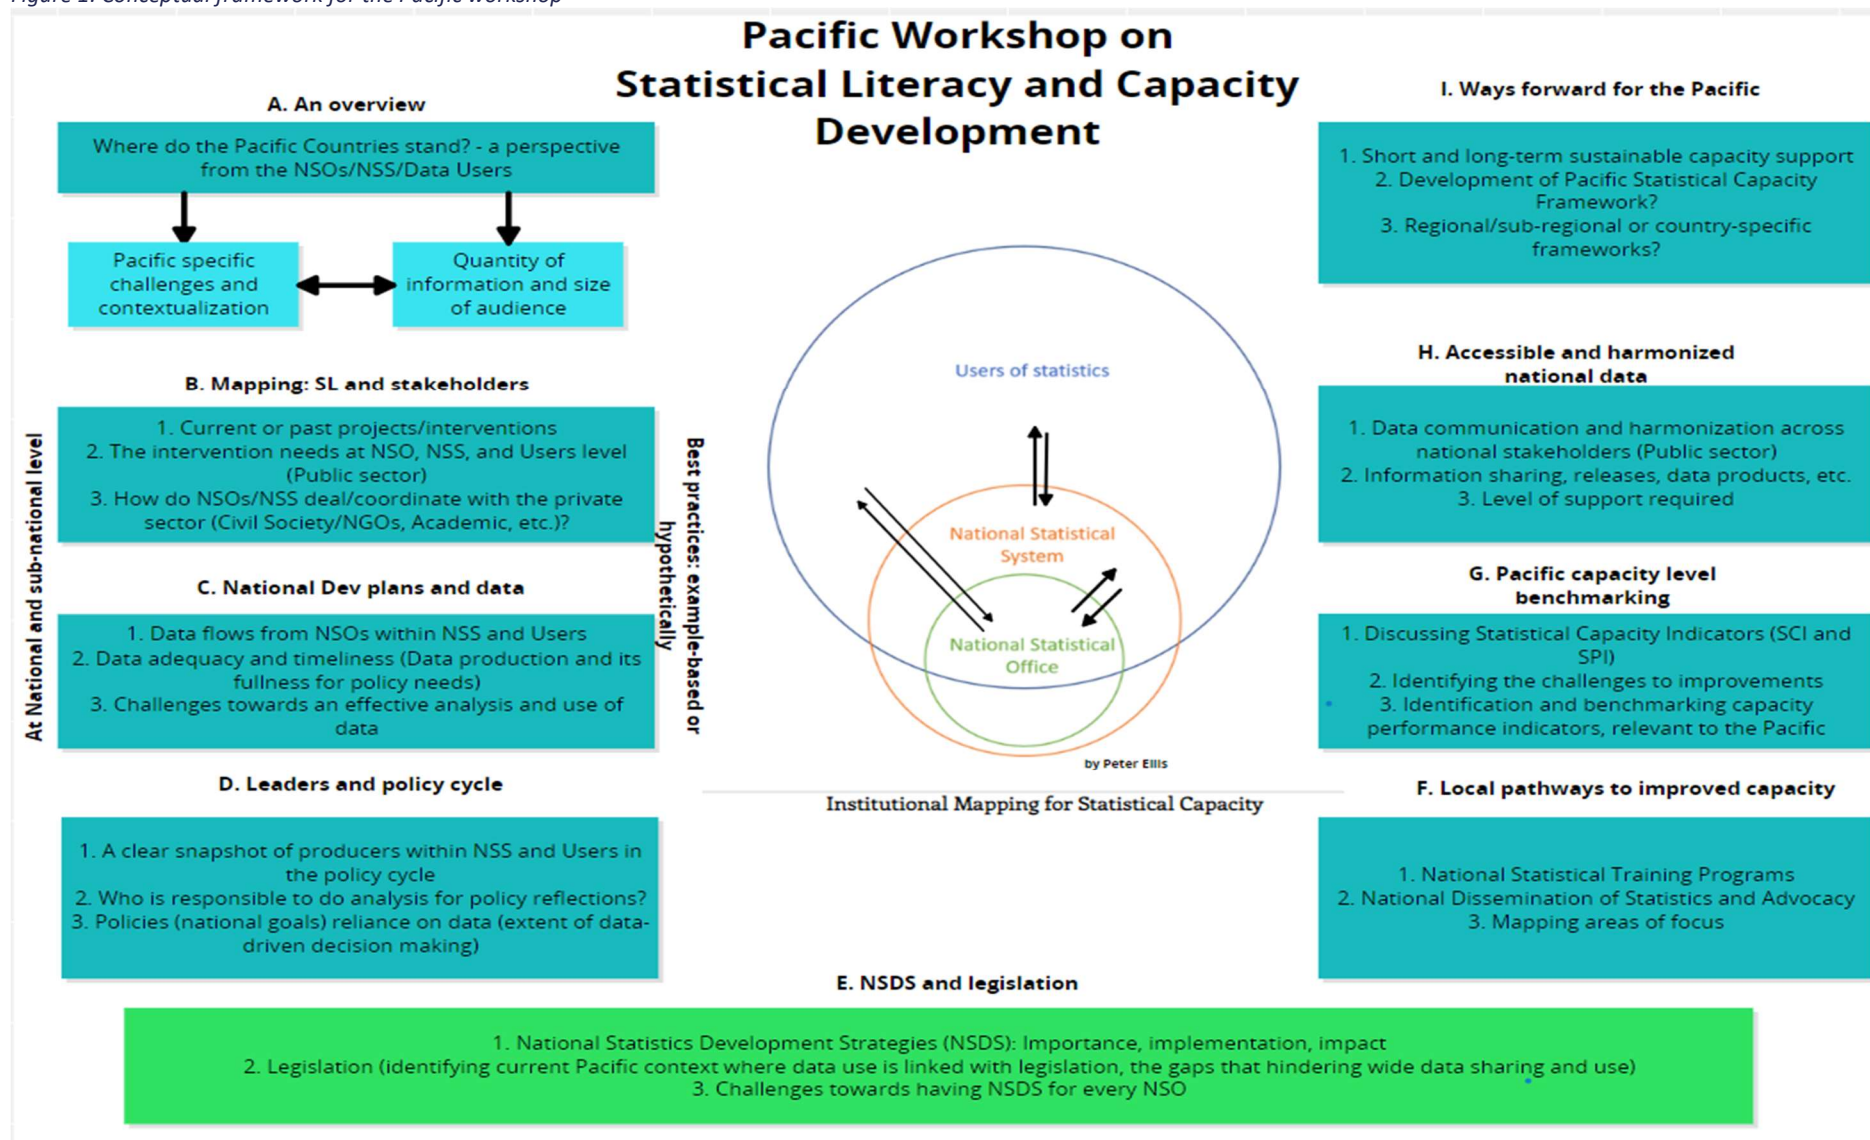 Figure 1: Conceptual framework for the Pacific workshop
Pacific Workshop on
Statistical Literacy and Capacity
Development
A. An overview
Where do the Pacific Countries stand? - a perspective
from the NSOs/NSS/Data Users
Pacific specific
challenges and
contextualization
Quantity of
information and size
of audience
B. Mapping: SL and stakeholders
1. Current or past projects/interventions
2. The intervention needs at NSO, NSS, and Users level
(Public sector)
3. How do NSOs/NSS deal/coordinate with the private
sector (Civil Society/NGOs, Academic, etc.)?
C. National Dev plans and data
1. Data flows from NSOs within NSS and Users
2. Data adequacy and timeliness (Data production and its
fullness for policy needs)
3. Challenges towards an effective analysis and use of
data
D. Leaders and policy cycle
1. A clear snapshot of producers within NSS and Users in
the policy cycle
2. Who is responsible to do analysis for policy reflections?
3. Policies (national goals) reliance on data (extent of data-
driven decision making)
At National and sub-national level
Best practices: example-based or
hypothetically
Users of statistics
National Statistical
System
National Statistical
Office
by Peter Ellis
Institutional Mapping for Statistical Capacity
E. NSDS and legislation
1. National Statistics Development Strategies (NSDS): Importance, implementation, impact
2. Legislation (identifying current Pacific context where data use is linked with legislation, the gaps that hindering wide data sharing and use)
3. Challenges towards having NSDS for every NSO
F. Local pathways to improved capacity
1. National Statistical Training Programs
2. National Dissemination of Statistics and Advocacy
3. Mapping areas of focus
G. Pacific capacity level
benchmarking
1. Discussing Statistical Capacity Indicators (SCI and
SPI)
2. Identifying the challenges to improvements
3. Identification and benchmarking capacity
performance indicators, relevant to the Pacific
H. Accessible and harmonized
national data
1. Data communication and harmonization across
national stakeholders (Public sector)
2. Information sharing, releases, data products, etc.
3. Level of support required
I. Ways forward for the Pacific
1. Short and long-term sustainable capacity support
2. Development of Pacific Statistical Capacity
Framework?
3. Regional/sub-regional or country-specific
frameworks?